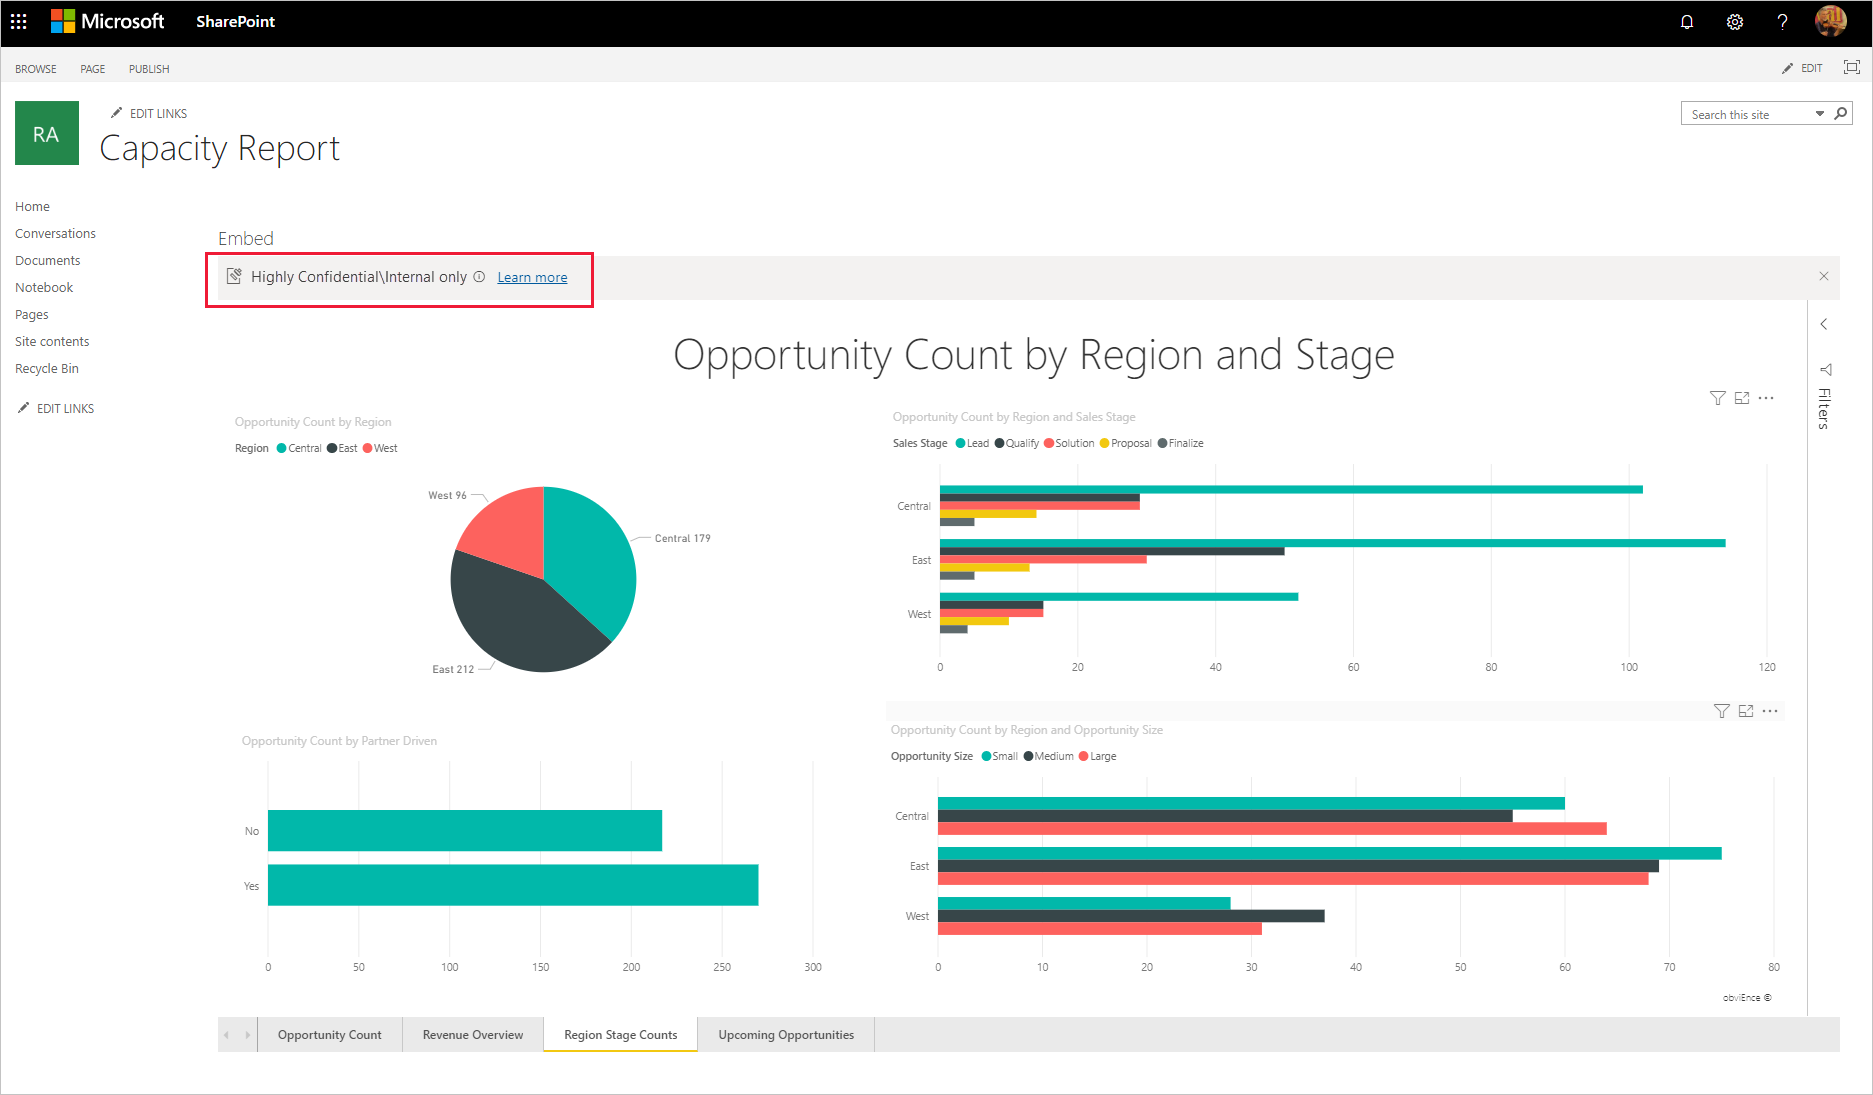 Microsoft SharePoint
BROWSE PAGE PUBLISH EDIT
RA
EDIT LINKS
Capacity Report
Search this site
Home
Conversations
Documents
Notebook
Pages
Site contents
Recycle Bin
EDIT LINKS
Embed
Highly Confidential\Internal only Learn more
Opportunity Count by Region and Stage
Filters
Opportunity Count by Region
Region Central East West
West 96
Central 179
East 212
Opportunity Count by Region and Sales Stage
Sales Stage Lead Qualify Solution Proposal Finalize
Central
East
West
0 20 40 60 80 100 120
Opportunity Count by Partner Driven
No
Yes
0 50 100 150 200 250 300
Opportunity Count by Region and Opportunity Size
Opportunity Size Small Medium Large
Central
East
West
0 10 20 30 40 50 60 70 80
obviEnce ©
Opportunity Count Revenue Overview Region Stage Counts Upcoming Opportunities